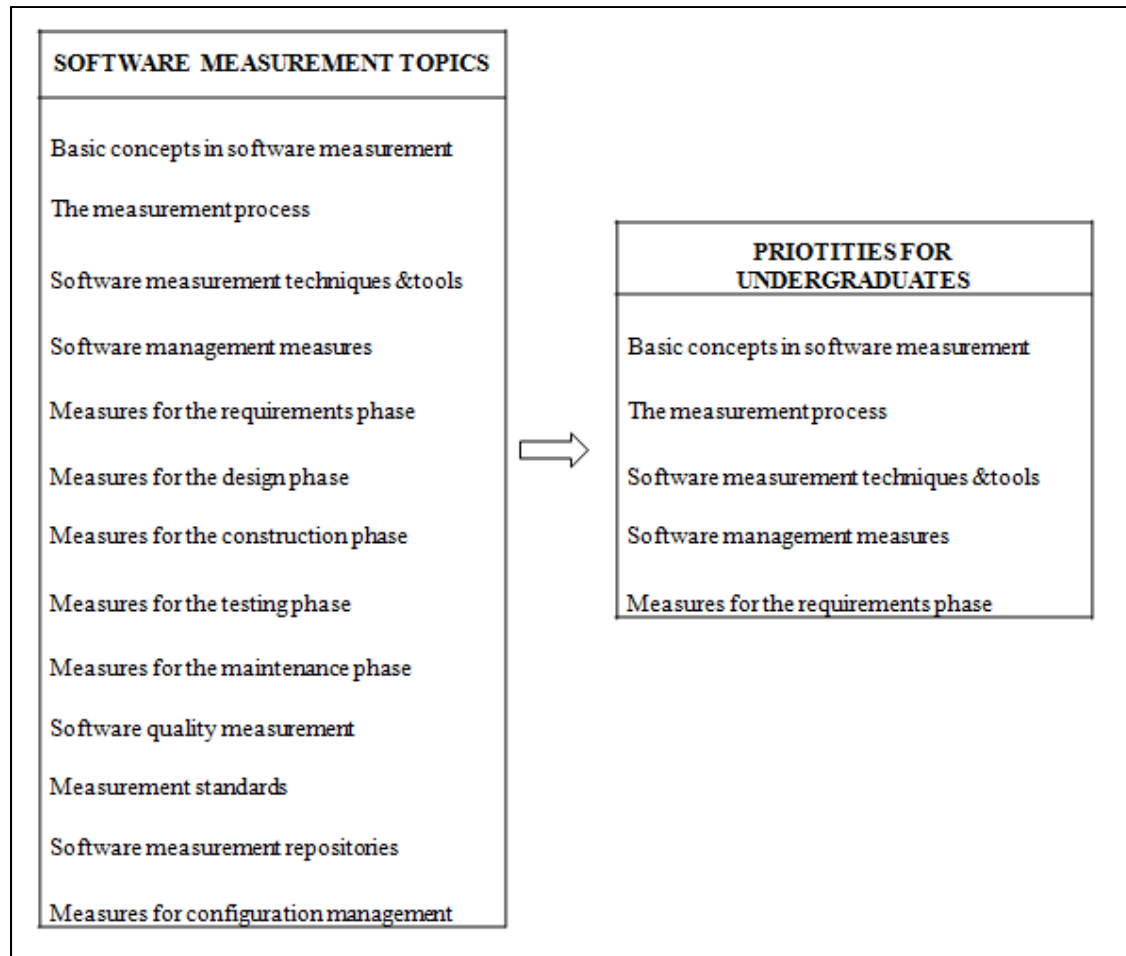 SOFTWARE MEASUREMENT TOPICS
Basic concepts in software measurement
The measurement process
Software measurement techniques & tools
Software management measures
Measures for the requirements phase
Measures for the design phase
Measures for the construction phase
Measures for the testing phase
Measures for the maintenance phase
Software quality measurement
Measurement standards
Software measurement repositories
Measures for configuration management
PRIOTITIES FOR
UNDERGRADUATES
Basic concepts in software measurement
The measurement process
Software measurement techniques & tools
Software management measures
Measures for the requirements phase